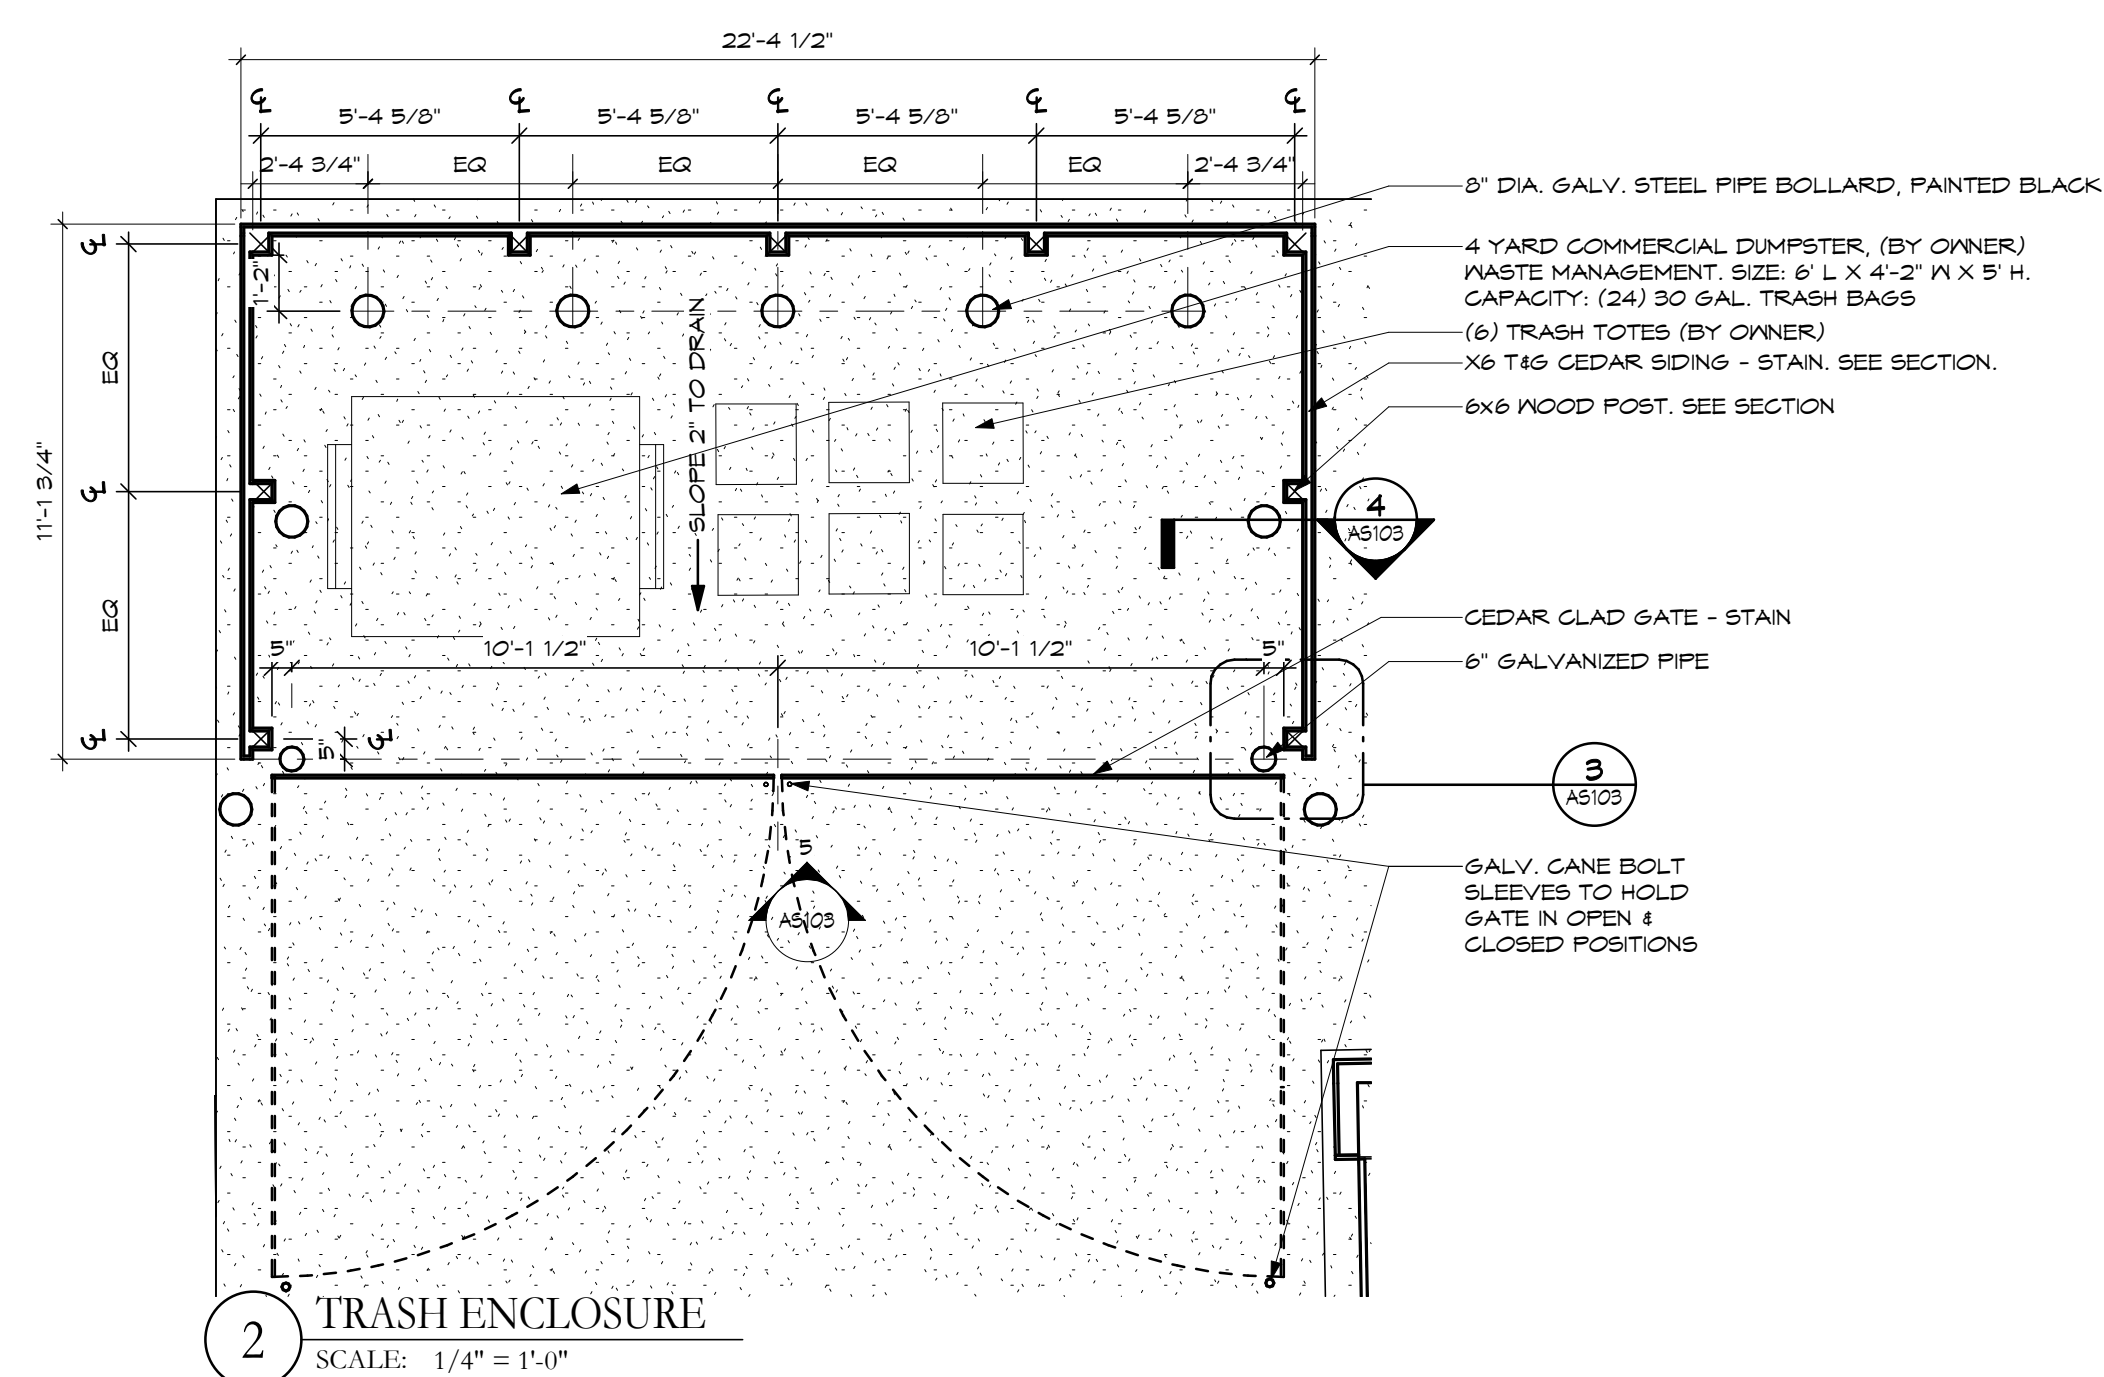 22'-4 1/2"
℄ ℄ ℄ ℄ ℄
5'-4 5/8" 5'-4 5/8" 5'-4 5/8" 5'-4 5/8"
2'-4 3/4" EQ EQ EQ EQ 2'-4 3/4"
8" DIA. GALV. STEEL PIPE BOLLARD, PAINTED BLACK
4 YARD COMMERCIAL DUMPSTER, (BY OWNER)
WASTE MANAGEMENT. SIZE: 6' L X 4'-2" W X 5' H.
CAPACITY: (24) 30 GAL. TRASH BAGS
(6) TRASH TOTES (BY OWNER)
X6 T&G CEDAR SIDING - STAIN. SEE SECTION.
6x6 WOOD POST. SEE SECTION
℄
1'-2"
EQ
11'-1 3/4"
℄
EQ
℄
SLOPE 2" TO DRAIN
4
AS103
CEDAR CLAD GATE - STAIN
6" GALVANIZED PIPE
5" 10'-1 1/2" 10'-1 1/2" 5"
5"
℄
3
AS103
5
AS103
GALV. CANE BOLT
SLEEVES TO HOLD
GATE IN OPEN &
CLOSED POSITIONS
2
TRASH ENCLOSURE
SCALE: 1/4" = 1'-0"